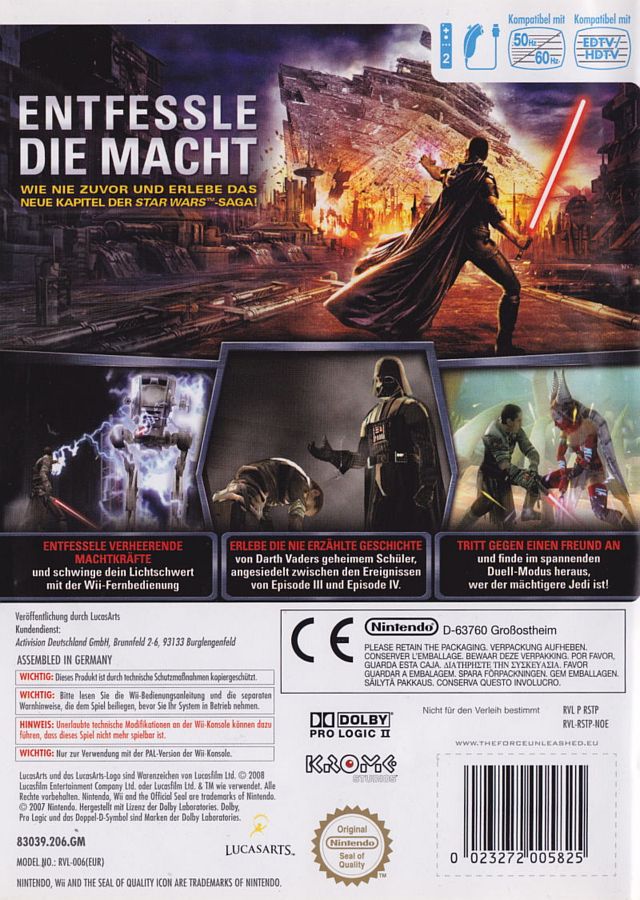 Kompatibel mit
Kompatibel mit
2
50Hz
60Hz
EDTV/
HDTV
ENTFESSLE
DIE MACHT
WIE NIE ZUVOR UND ERLEBE DAS
NEUE KAPITEL DER STAR WARS™-SAGA!
ENTFESSELE VERHEERENDE
MACHTKRÄFTE
und schwinge dein Lichtschwert
mit der Wii-Fernbedienung
ERLEBE DIE NIE ERZÄHLTE GESCHICHTE
von Darth Vaders geheimem Schüler,
angesiedelt zwischen den Ereignissen
von Episode III und Episode IV.
TRITT GEGEN EINEN FREUND AN
und finde im spannenden
Duell-Modus heraus,
wer der mächtigere Jedi ist!
Veröffentlichung durch LucasArts
Kundendienst:
Activision Deutschland GmbH, Brunnfeld 2-6, 93133 Burglengenfeld
ASSEMBLED IN GERMANY
WICHTIG: Dieses Produkt ist durch technische Schutzmaßnahmen kopiergeschützt.
WICHTIG: Bitte lesen Sie die Wii-Bedienungsanleitung und die separaten
Warnhinweise, die dem Spiel beiliegen, bevor Sie Ihr System in Betrieb nehmen.
HINWEIS: Unerlaubte technische Modifikationen an der Wii-Konsole können dazu
führen, dass dieses Spiel nicht mehr spielbar ist.
WICHTIG: Nur zur Verwendung mit der PAL-Version der Wii-Konsole.
LucasArts und das LucasArts-Logo sind Warenzeichen von Lucasfilm Ltd. © 2008
Lucasfilm Entertainment Company Ltd. oder Lucasfilm Ltd. & TM wie verwendet. Alle
Rechte vorbehalten. Nintendo, Wii and the Official Seal are trademarks of Nintendo.
© 2007 Nintendo. Hergestellt mit Lizenz der Dolby Laboratories. Dolby,
Pro Logic und das Doppel-D-Symbol sind Marken der Dolby Laboratories.
83039.206.GM
MODEL NO.: RVL-006(EUR)
NINTENDO, Wii AND THE SEAL OF QUALITY ICON ARE TRADEMARKS OF NINTENDO.
LUCASARTS™
CE
Nintendo® D-63760 Großostheim
PLEASE RETAIN THE PACKAGING. VERPACKUNG AUFHEBEN.
CONSERVER L'EMBALLAGE. BEWAAR DEZE VERPAKKING. POR FAVOR,
GUARDA ESTA CAJA. ΔΙΑΤΗΡΗΣΤΕ ΤΗΝ ΣΥΣΚΕΥΑΣΙΑ. FAVOR
GUARDAR A EMBALAGEM. SPARA FÖRPACKNINGEN. GEM EMBALLAGEN.
SÄILYTÄ PAKKAUS. CONSERVA QUESTO INVOLUCRO.
DOLBY
PRO LOGIC II
Nicht für den Verleih bestimmt
RVL P RSTP
RVL-RSTP-NOE
KROME
STUDIOS
WWW.THEFORCEUNLEASHED.EU
Original
Nintendo
Seal of
Quality
0 023272 005825